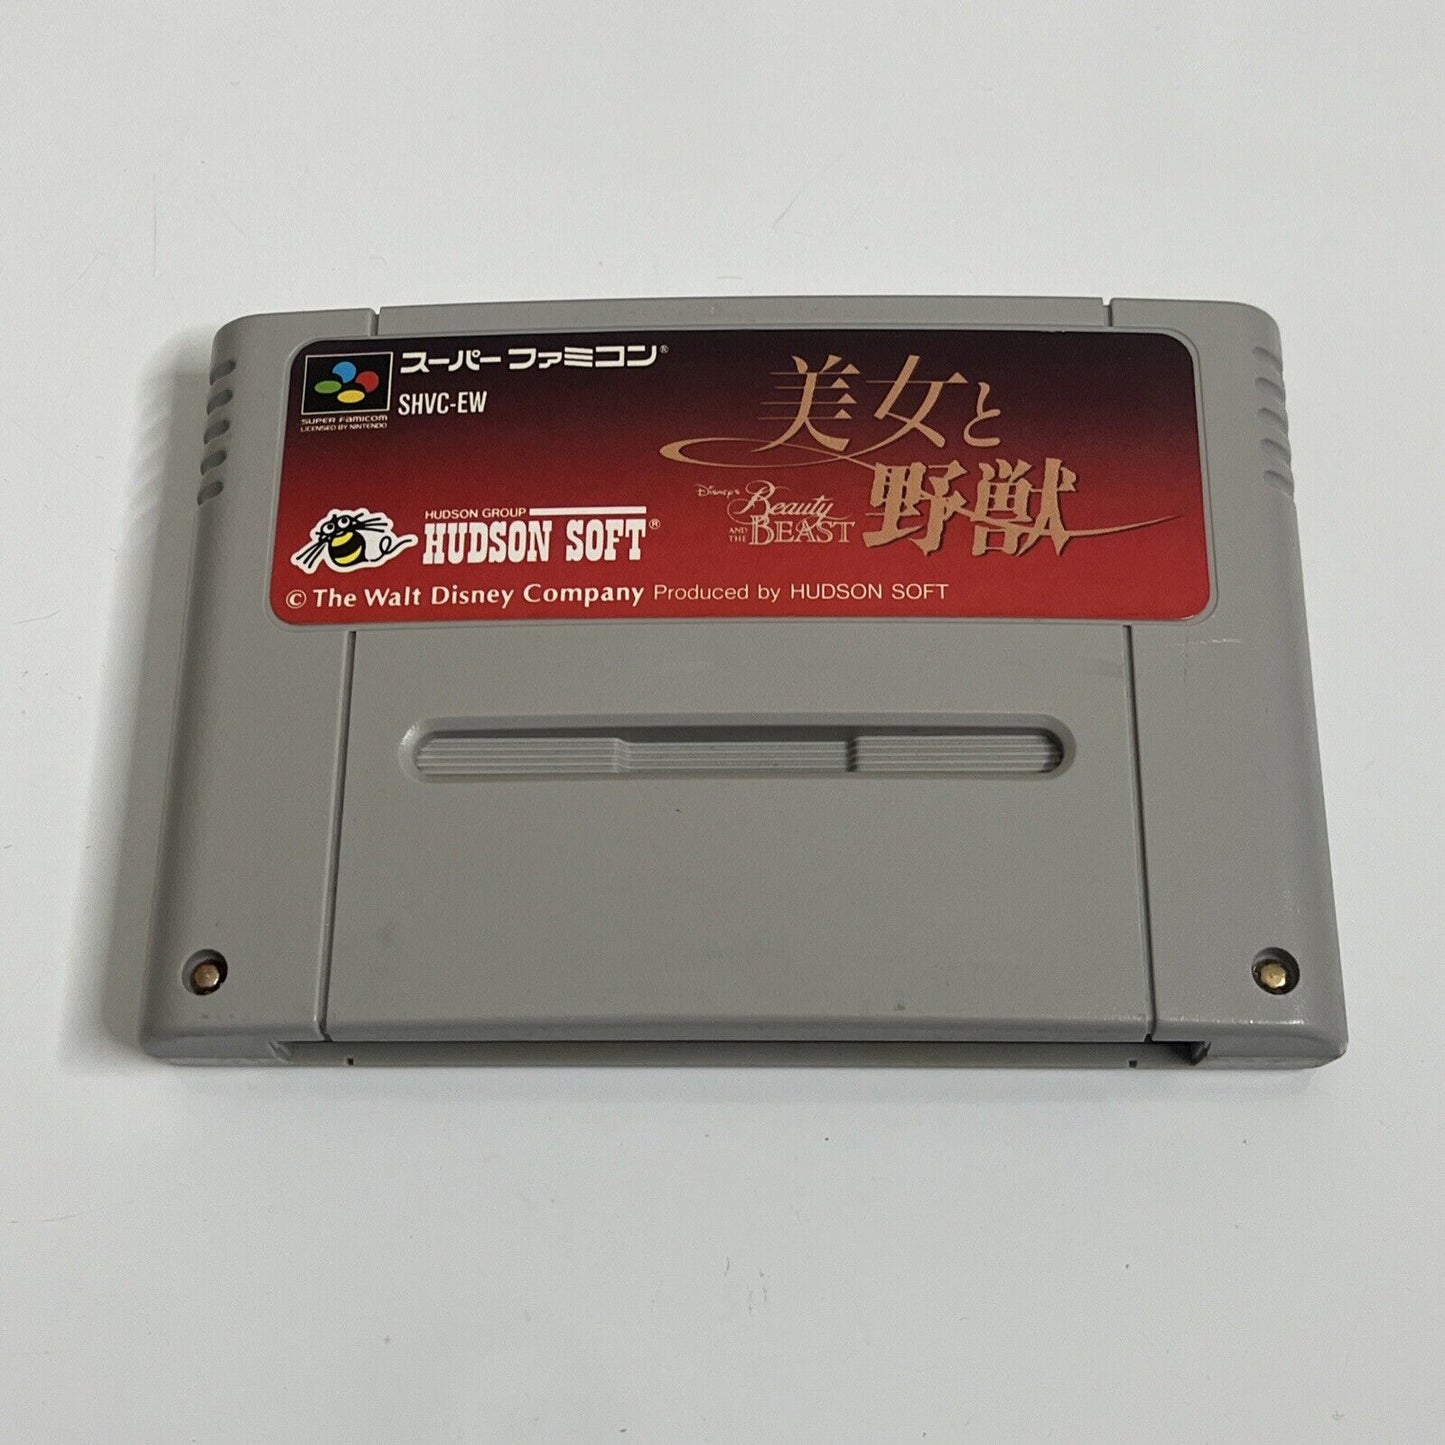 スーパーファミコン®
SHVC-EW
SUPER FAMICOM
LICENSED BY NINTENDO
美女と
野獣
Disney's
Beauty
AND THE BEAST
HUDSON GROUP
HUDSON SOFT®
© The Walt Disney Company Produced by HUDSON SOFT